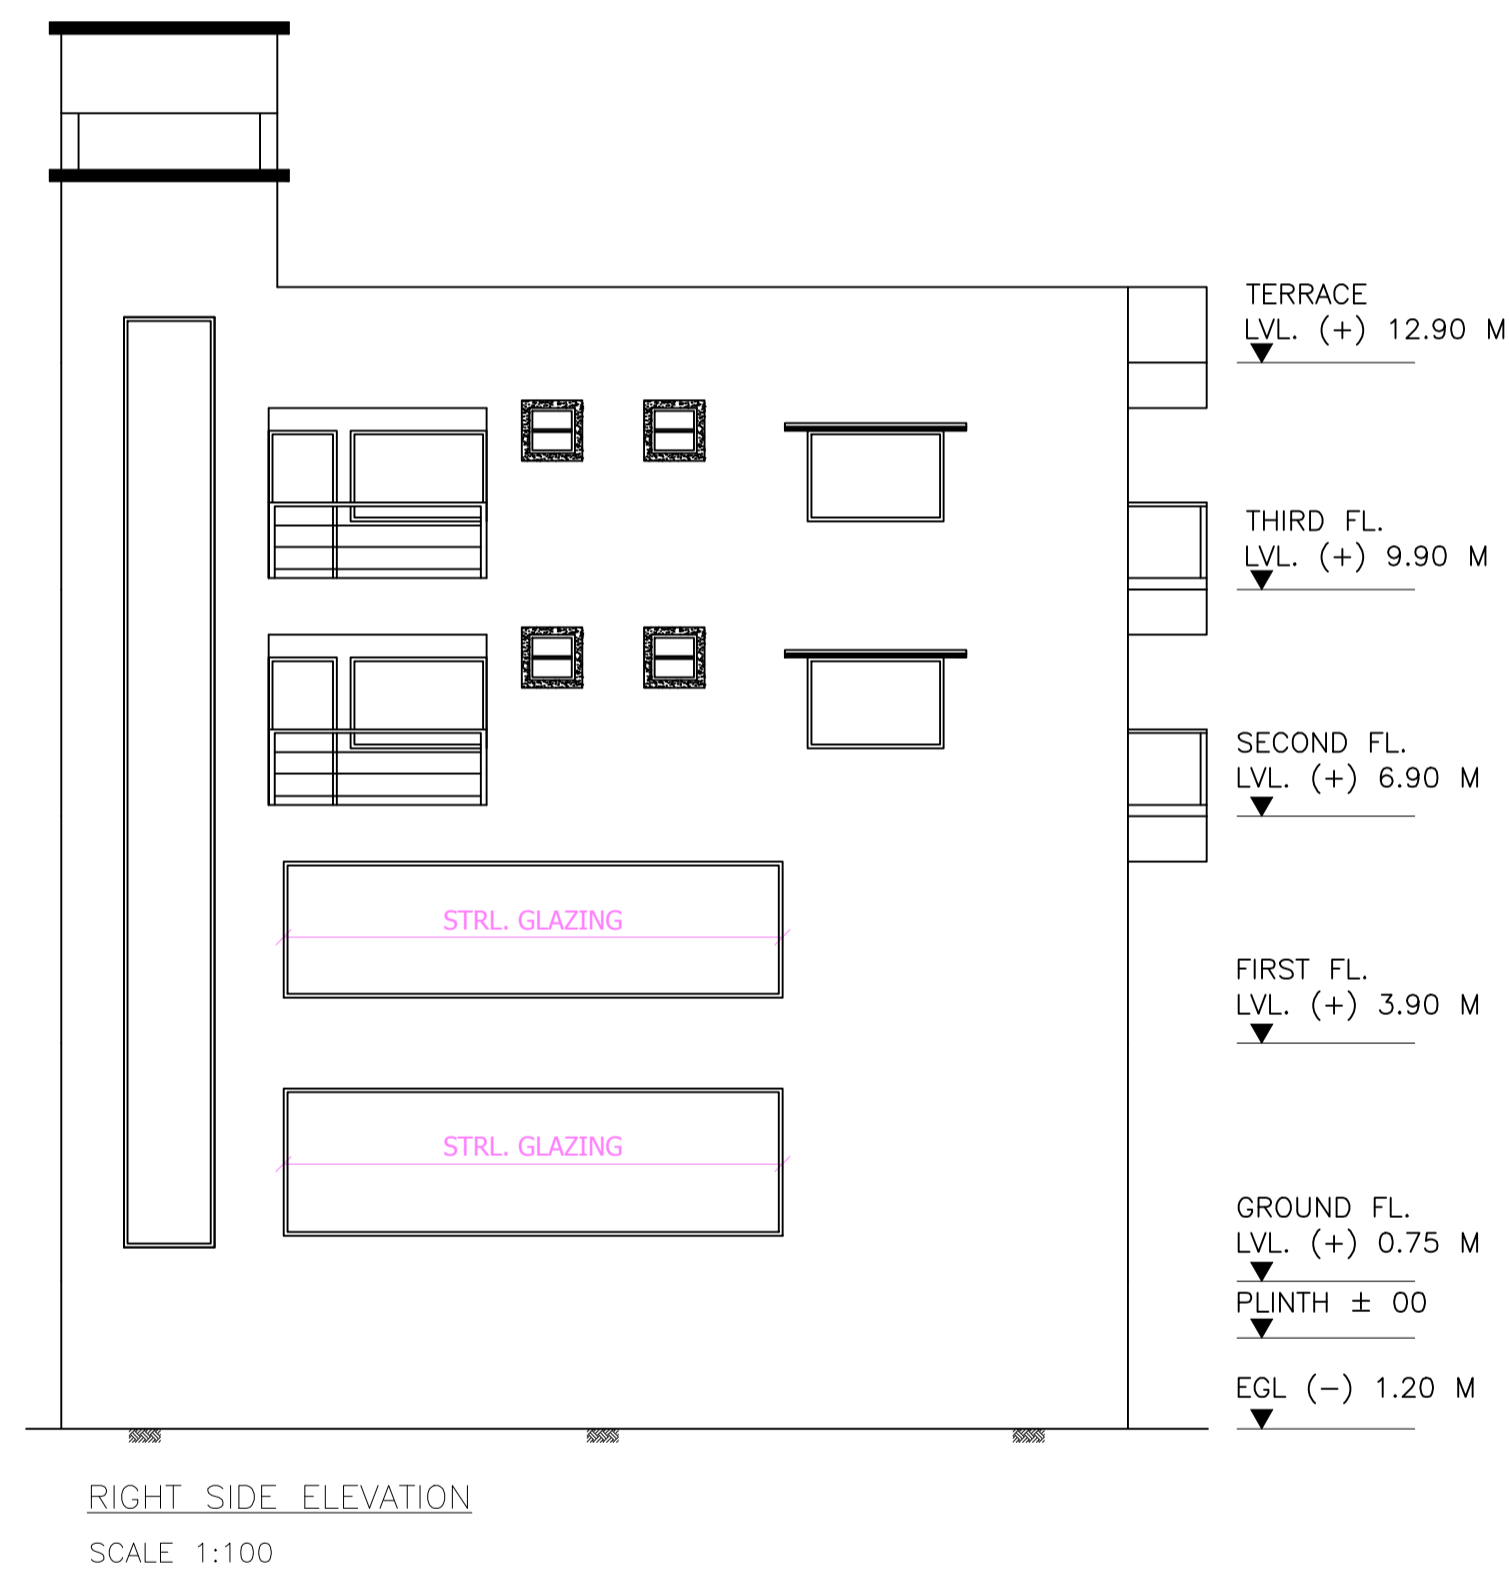 TERRACE
LVL. (+) 12.90 M
THIRD FL.
LVL. (+) 9.90 M
SECOND FL.
LVL. (+) 6.90 M
STRL. GLAZING
FIRST FL.
LVL. (+) 3.90 M
STRL. GLAZING
GROUND FL.
LVL. (+) 0.75 M
PLINTH ± 00
EGL (-) 1.20 M
RIGHT SIDE ELEVATION
SCALE 1:100